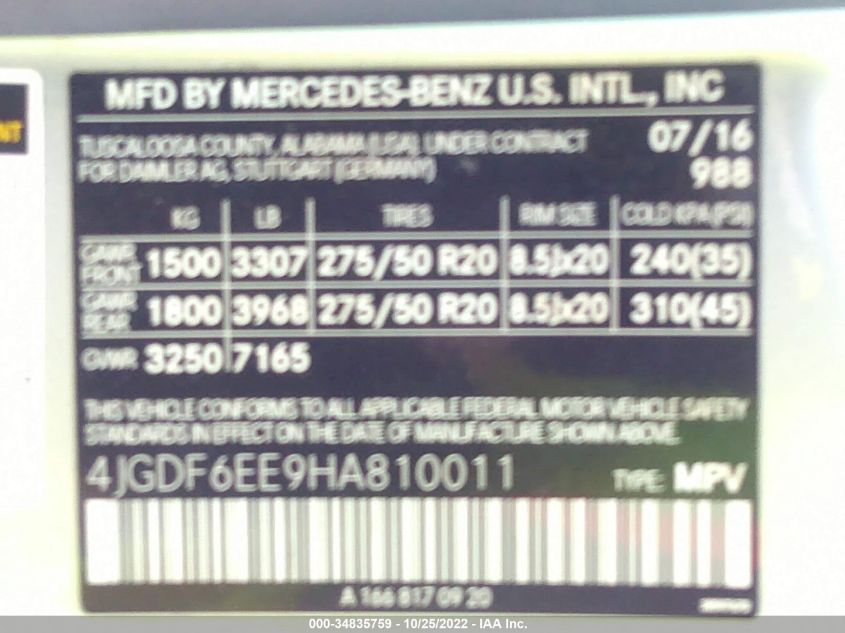 NT
MFD BY MERCEDES-BENZ U.S. INTL., INC
TUSCALOOSA COUNTY, ALABAMA (USA), UNDER CONTRACT 07/16
FOR DAIMLER AG, STUTTGART (GERMANY) 988
KG LB TIRES RIM SIZE COLD KPA(PSI)
GAWR FRONT 1500 3307 275/50 R20 8.5Jx20 240(35)
GAWR REAR 1800 3968 275/50 R20 8.5Jx20 310(45)
GVWR 3250 7165
THIS VEHICLE CONFORMS TO ALL APPLICABLE FEDERAL MOTOR VEHICLE SAFETY
STANDARDS IN EFFECT ON THE DATE OF MANUFACTURE SHOWN ABOVE.
4JGDF6EE9HA810011 TYPE: MPV
A 166 817 09 20
000-34835759 - 10/25/2022 - IAA Inc.